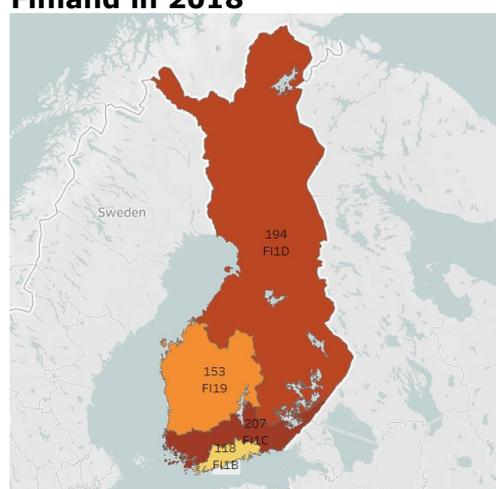 Finland in 2018
Sweden
194
FI1D
153
FI19
207
FI1C
118
FI1B